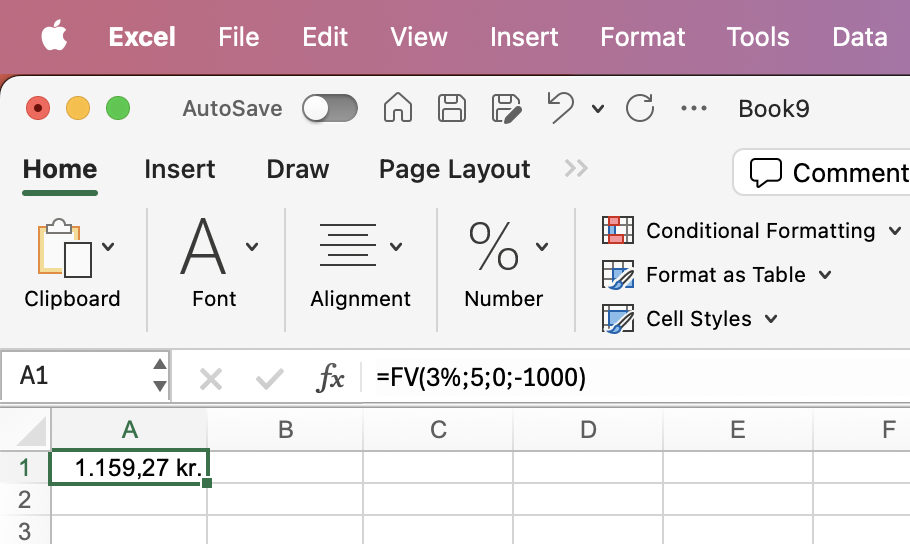 Excel File Edit View Insert Format Tools Data
AutoSave Book9
Home Insert Draw Page Layout Comment
Clipboard Font Alignment Number
Conditional Formatting
Format as Table
Cell Styles
A1 fx =FV(3%;5;0;-1000)
A B C D E F
1 1.159,27 kr.
2
3